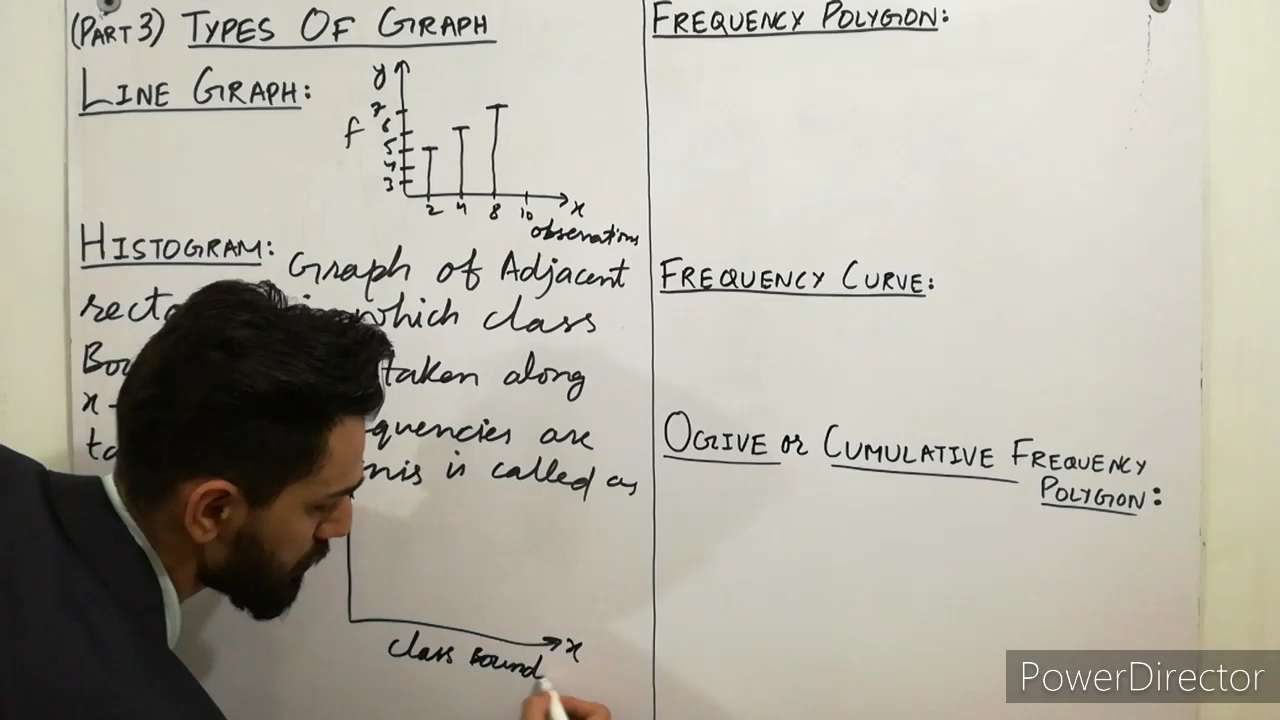 (PART 3) TYPES OF GRAPH
LINE GRAPH:
y
7
6
f
5
4
3
2 4 8 10 x
observations
HISTOGRAM: Graph of Adjacent
which class
taken along
x-
are
is called as
x
Class Bound
FREQUENCY POLYGON:
FREQUENCY CURVE:
OGIVE or CUMULATIVE FREQUENCY
POLYGON:
PowerDirector